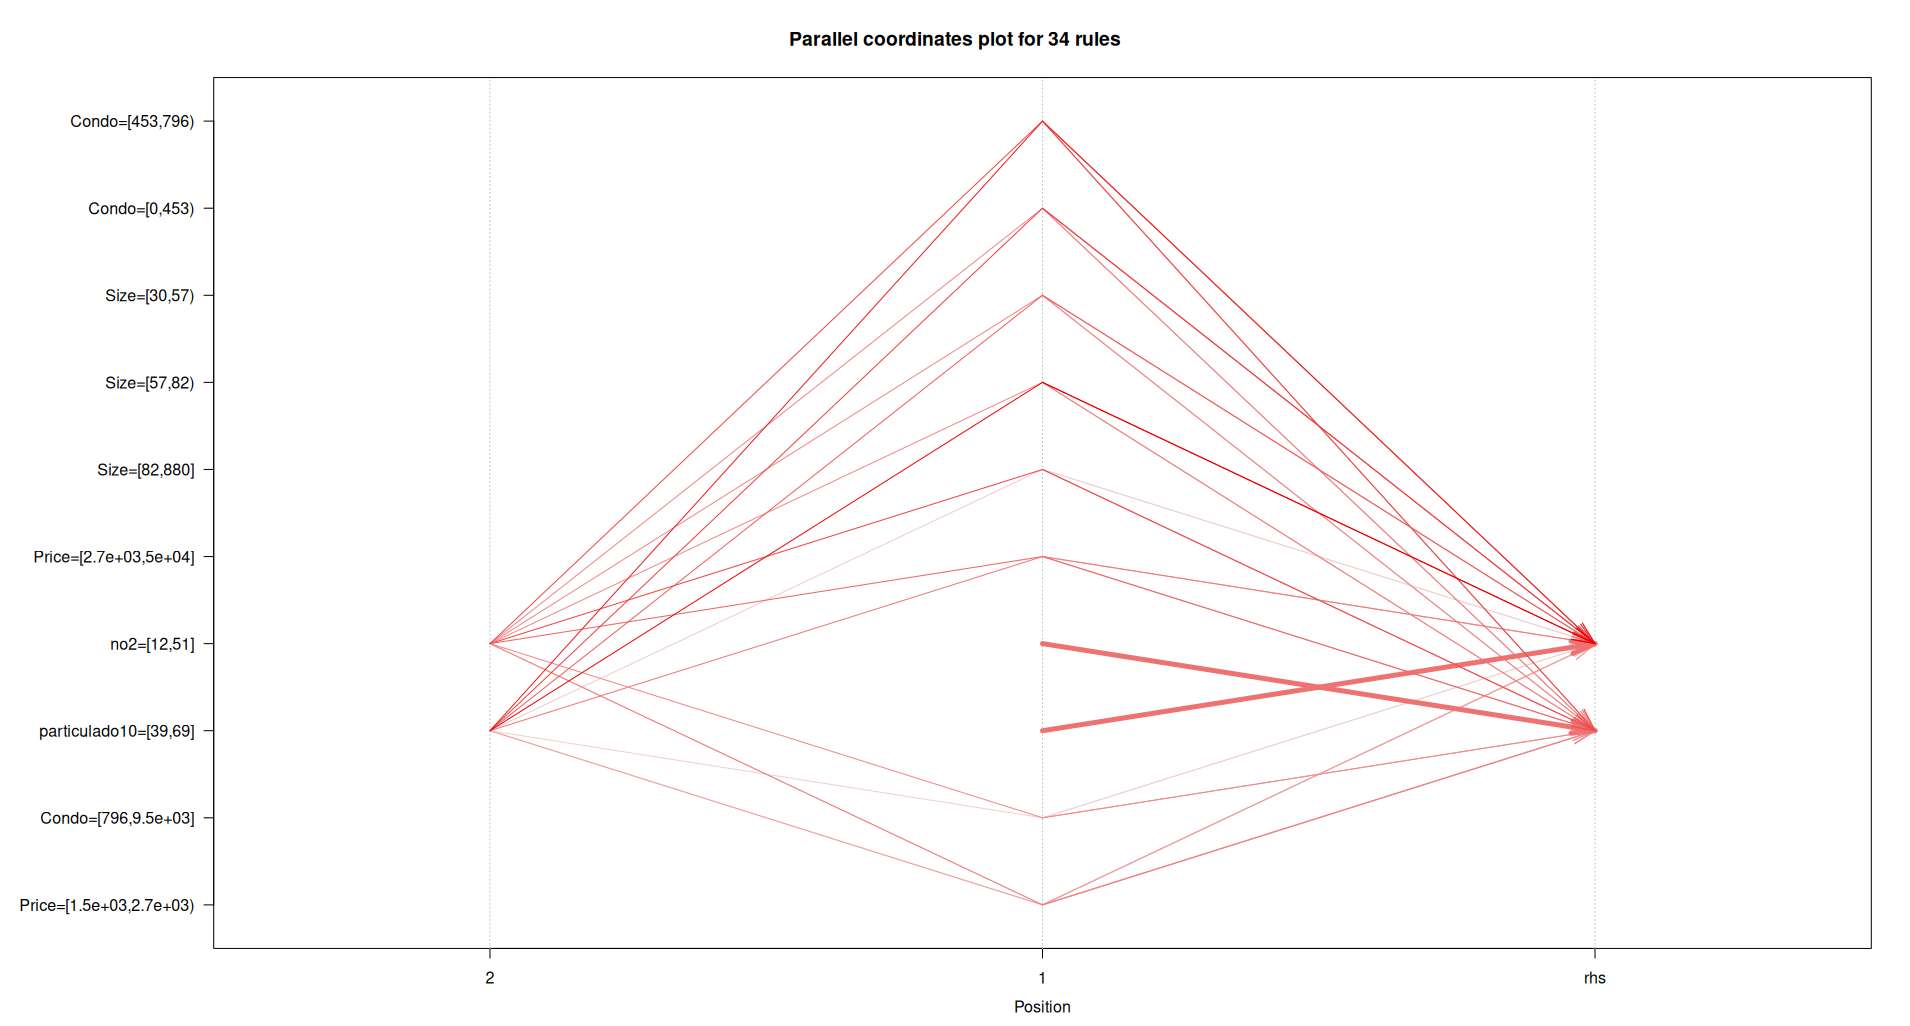 Parallel coordinates plot for 34 rules
Condo=[453,796)
Condo=[0,453)
Size=[30,57)
Size=[57,82)
Size=[82,880]
Price=[2.7e+03,5e+04]
no2=[12,51]
particulado10=[39,69]
Condo=[796,9.5e+03]
Price=[1.5e+03,2.7e+03)
2 1 rhs
Position